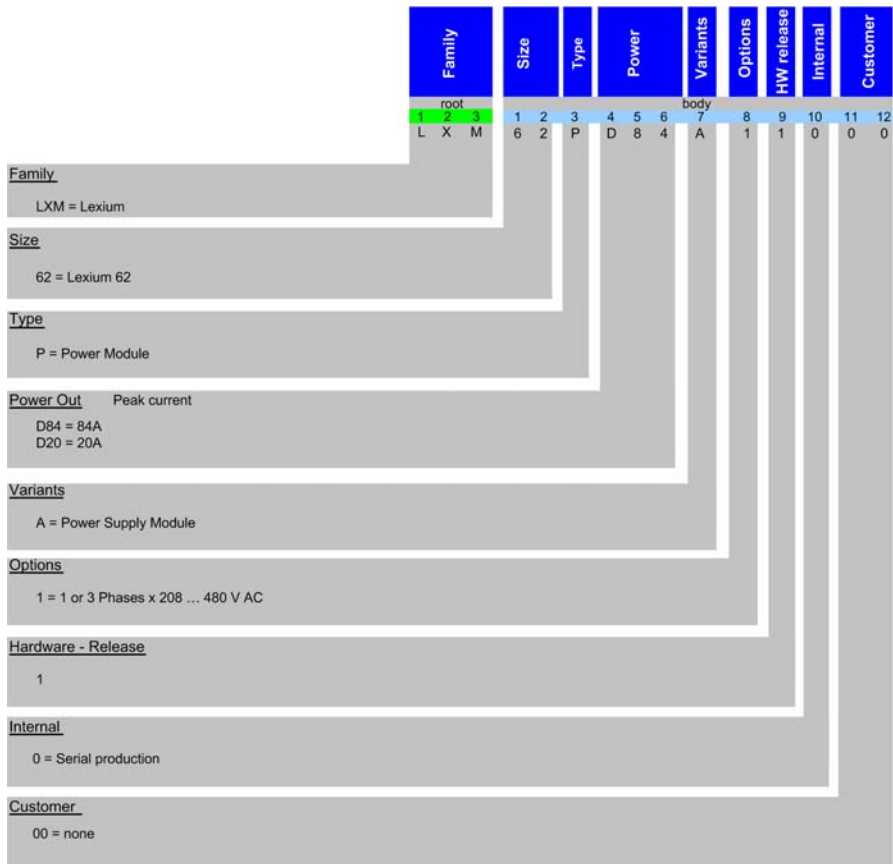 Family Size Type Power Variants Options HW release Internal Customer
root body
1 2 3 1 2 3 4 5 6 7 8 9 10 11 12
L X M 6 2 P D 8 4 A 1 1 0 0 0
Family
LXM = Lexium
Size
62 = Lexium 62
Type
P = Power Module
Power Out Peak current
D84 = 84A
D20 = 20A
Variants
A = Power Supply Module
Options
1 = 1 or 3 Phases x 208 … 480 V AC
Hardware - Release
1
Internal
0 = Serial production
Customer
00 = none